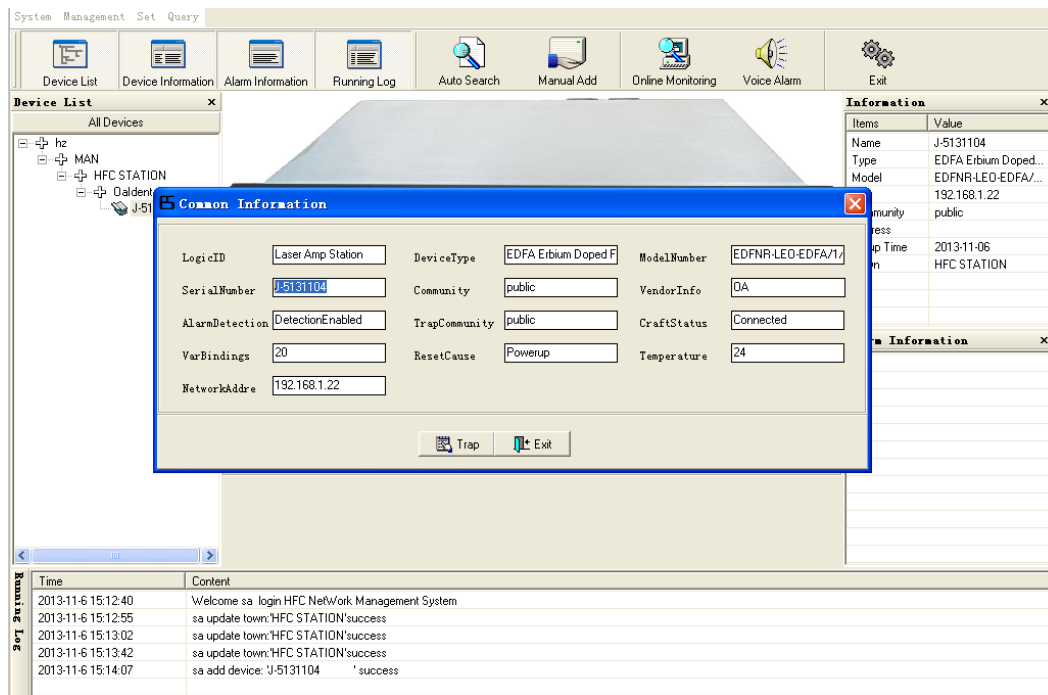 System Management Set Query
Device List Device Information Alarm Information Running Log Auto Search Manual Add Online Monitoring Voice Alarm Exit
Device List x
All Devices
hz
MAN
HFC STATION
Oaldent
J-51
Information x
Items Value
Name J-5131104
Type EDFA Erbium Doped...
Model EDFNR-LEO-EDFA/...
192.168.1.22
munity public
ress
up Time 2013-11-06
n HFC STATION
Information x
Common Information
LogicID Laser Amp Station DeviceType EDFA Erbium Doped F ModelNumber EDFNR-LEO-EDFA/1/
SerialNumber J-5131104 Community public VendorInfo OA
AlarmDetection DetectionEnabled TrapCommunity public CraftStatus Connected
VarBindings 20 ResetCause Powerup Temperature 24
NetworkAddre 192.168.1.22
Trap Exit
Running Log
Time Content
2013-11-6 15:12:40 Welcome sa login HFC NetWork Management System
2013-11-6 15:12:55 sa update town:'HFC STATION'success
2013-11-6 15:13:02 sa update town:'HFC STATION'success
2013-11-6 15:13:42 sa update town:'HFC STATION'success
2013-11-6 15:14:07 sa add device: 'J-5131104 ' success